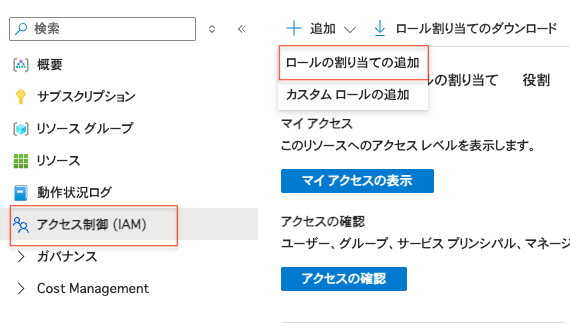 検索
概要
サブスクリプション
リソース グループ
リソース
動作状況ログ
アクセス制御 (IAM)
ガバナンス
Cost Management
追加
ロール割り当てのダウンロード
ロールの割り当ての追加
カスタム ロールの追加
の割り当て 役割
マイ アクセス
このリソースへのアクセス レベルを表示します。
マイ アクセスの表示
アクセスの確認
ユーザー、グループ、サービス プリンシパル、マネージ
アクセスの確認